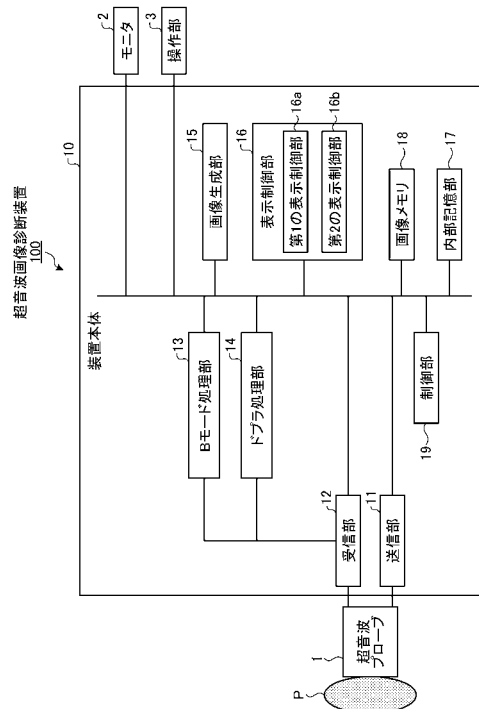 超音波画像診断装置
100
10
装置本体
P
1
超音波
プローブ
12
受信部
11
送信部
13
Bモード処理部
14
ドプラ処理部
19
制御部
15
画像生成部
16
表示制御部
16a
第1の表示制御部
16b
第2の表示制御部
18
画像メモリ
17
内部記憶部
2
モニタ
3
操作部